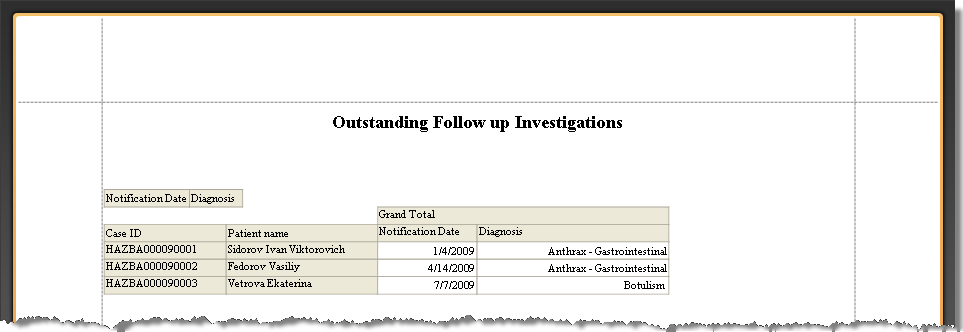 Outstanding Follow up Investigations
Notification Date Diagnosis
Grand Total
Case ID Patient name Notification Date Diagnosis
HAZBA000090001 Sidorov Ivan Viktorovich 1/4/2009 Anthrax - Gastrointestinal
HAZBA000090002 Fedorov Vasiliy 4/14/2009 Anthrax - Gastrointestinal
HAZBA000090003 Vetrova Ekaterina 7/7/2009 Botulism